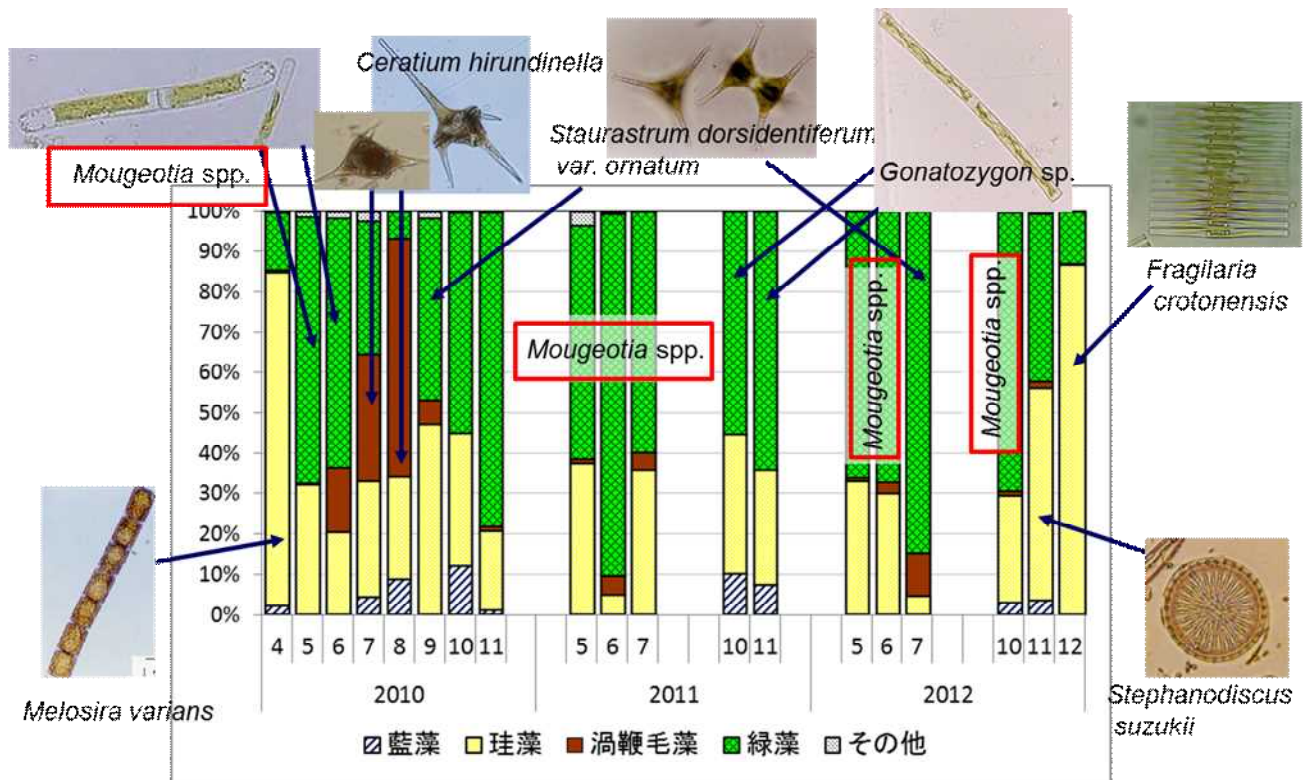 Ceratium hirundinella
Mougeotia spp.
Staurastrum dorsidentiferum
var. ornatum
Gonatozygon sp.
Fragilaria
crotonensis
Mougeotia spp.
Mougeotia spp.
Mougeotia spp.
Melosira varians
Stephanodiscus
suzukii
100%
90%
80%
70%
60%
50%
40%
30%
20%
10%
0%
4 5 6 7 8 9 10 11 5 6 7 10 11 5 6 7 10 11 12
2010 2011 2012
藍藻 珪藻 渦鞭毛藻 緑藻 その他